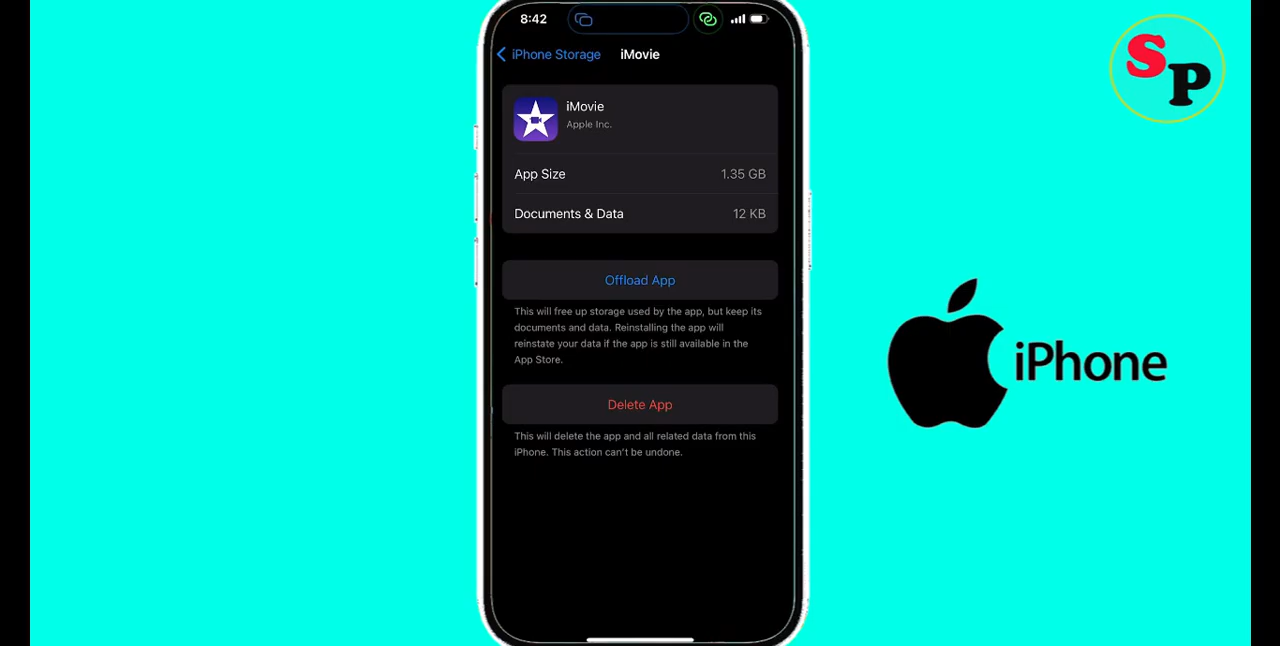 8:42
iPhone Storage
iMovie
iMovie
Apple Inc.
App Size
1.35 GB
Documents & Data
12 KB
Offload App
This will free up storage used by the app, but keep its
documents and data. Reinstalling the app will
reinstate your data if the app is still available in the
App Store.
Delete App
This will delete the app and all related data from this
iPhone. This action can't be undone.
SP
iPhone